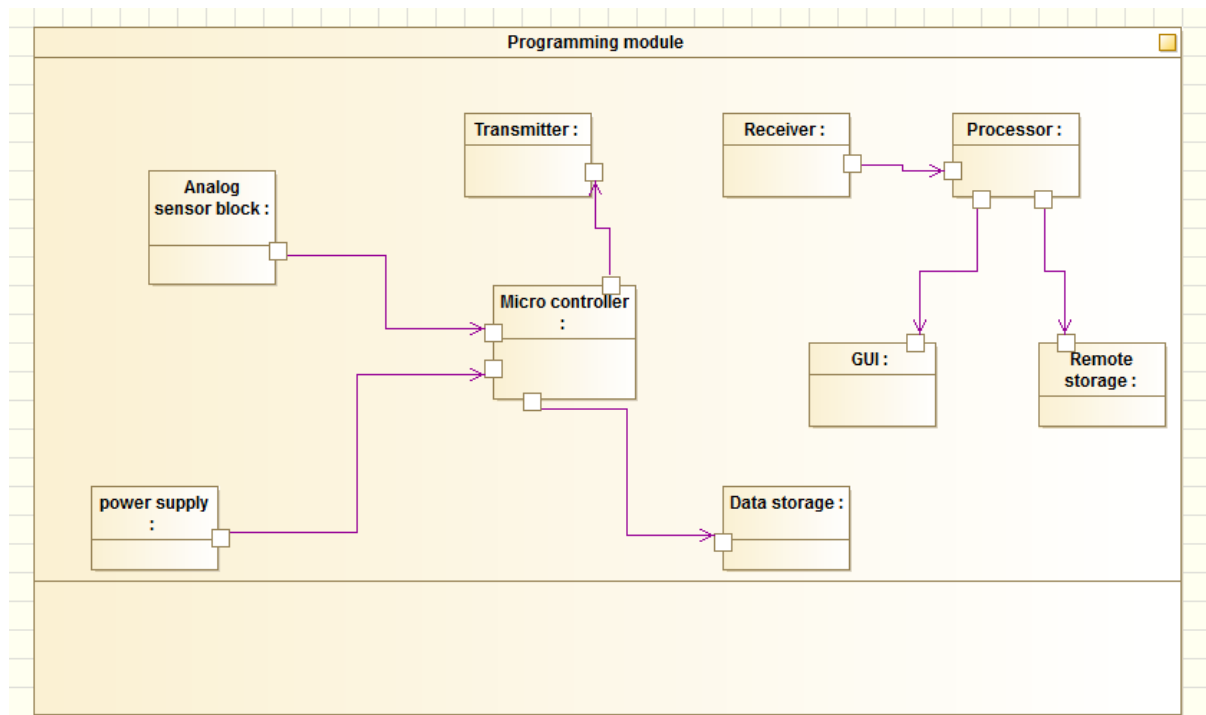 Programming module
Transmitter :
Receiver :
Processor :
Analog
sensor block :
Micro controller
:
GUI :
Remote
storage :
power supply
:
Data storage :